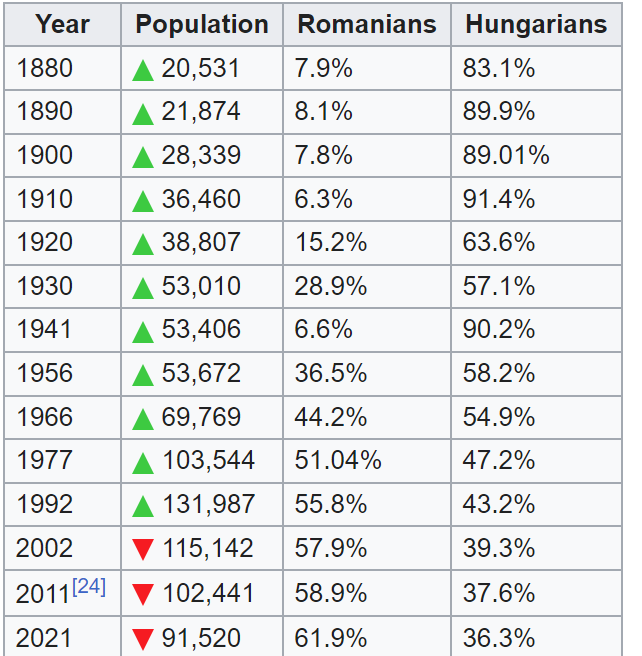 Year Population Romanians Hungarians
1880 ▲ 20,531 7.9% 83.1%
1890 ▲ 21,874 8.1% 89.9%
1900 ▲ 28,339 7.8% 89.01%
1910 ▲ 36,460 6.3% 91.4%
1920 ▲ 38,807 15.2% 63.6%
1930 ▲ 53,010 28.9% 57.1%
1941 ▲ 53,406 6.6% 90.2%
1956 ▲ 53,672 36.5% 58.2%
1966 ▲ 69,769 44.2% 54.9%
1977 ▲ 103,544 51.04% 47.2%
1992 ▲ 131,987 55.8% 43.2%
2002 ▼ 115,142 57.9% 39.3%
2011[24] ▼ 102,441 58.9% 37.6%
2021 ▼ 91,520 61.9% 36.3%